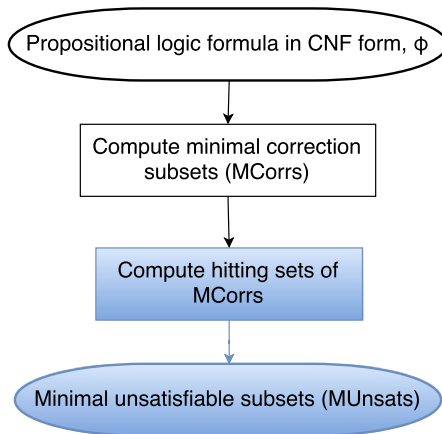 Propositional logic formula in CNF form, ϕ
Compute minimal correction
subsets (MCorrs)
Compute hitting sets of
MCorrs
Minimal unsatisfiable subsets (MUnsats)